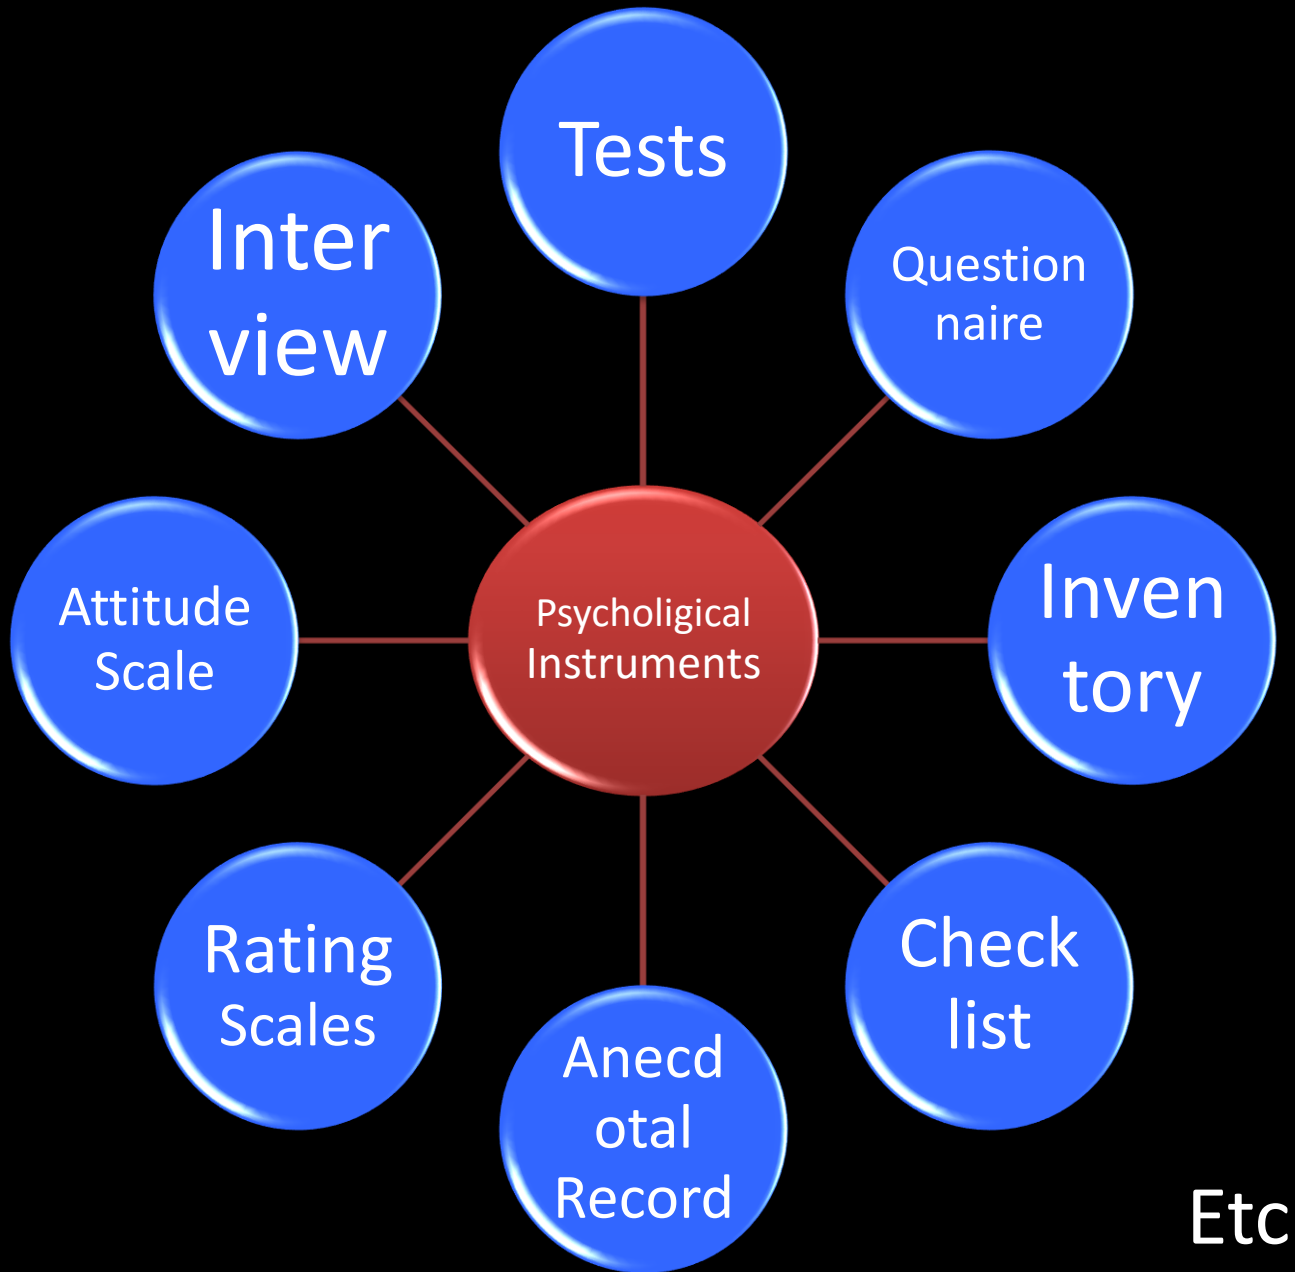 Tests
Inter
view
Question
naire
Attitude
Scale
Psycholigical
Instruments
Inven
tory
Rating
Scales
Check
list
Anecd
otal
Record
Etc